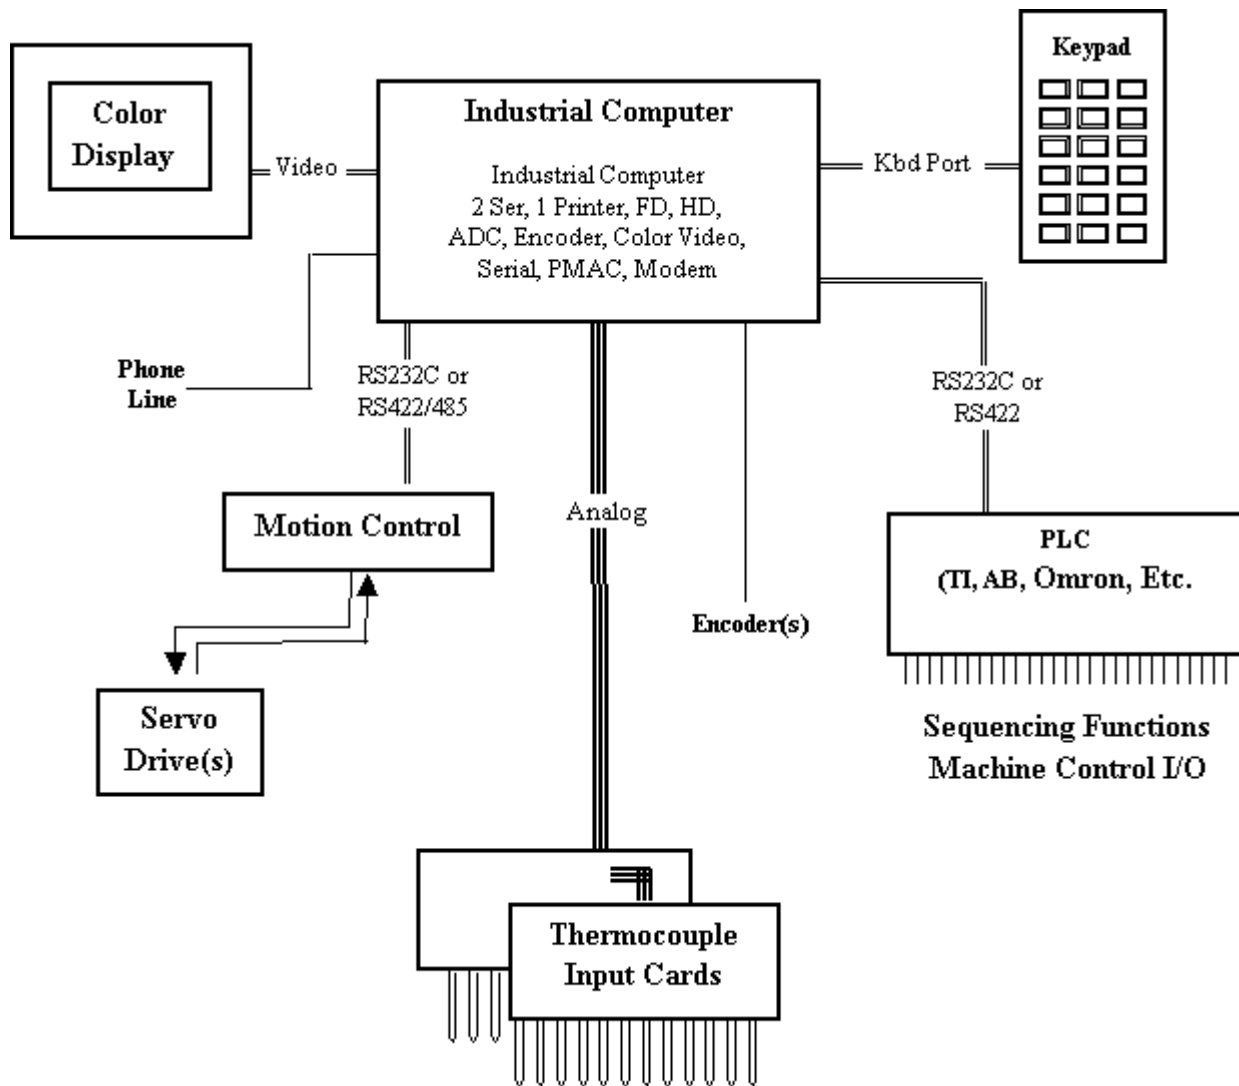 Color
Display
Video
Industrial Computer
Industrial Computer
2 Ser, 1 Printer, FD, HD,
ADC, Encoder, Color Video,
Serial, PMAC, Modem
Kbd Port
Keypad
Phone
Line
RS232C or
RS422/485
RS232C or
RS422
Motion Control
Analog
Encoder(s)
PLC
(TI, AB, Omron, Etc.
Servo
Drive(s)
Sequencing Functions
Machine Control I/O
Thermocouple
Input Cards